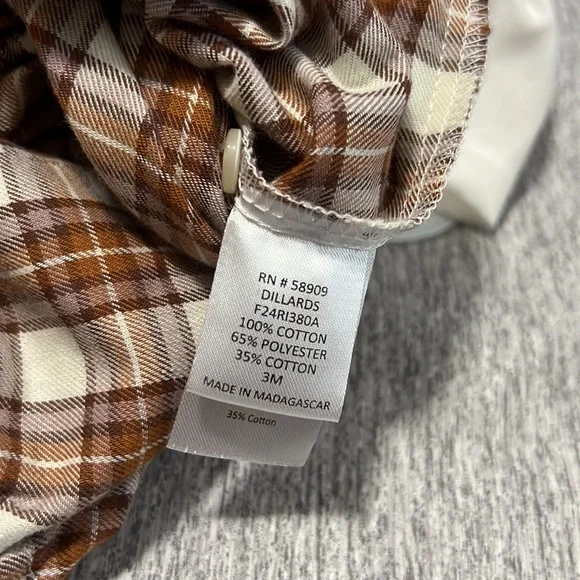 RN # 58909
DILLARDS
F24RI380A
100% COTTON
65% POLYESTER
35% COTTON
3M
MADE IN MADAGASCAR
35% Cotton